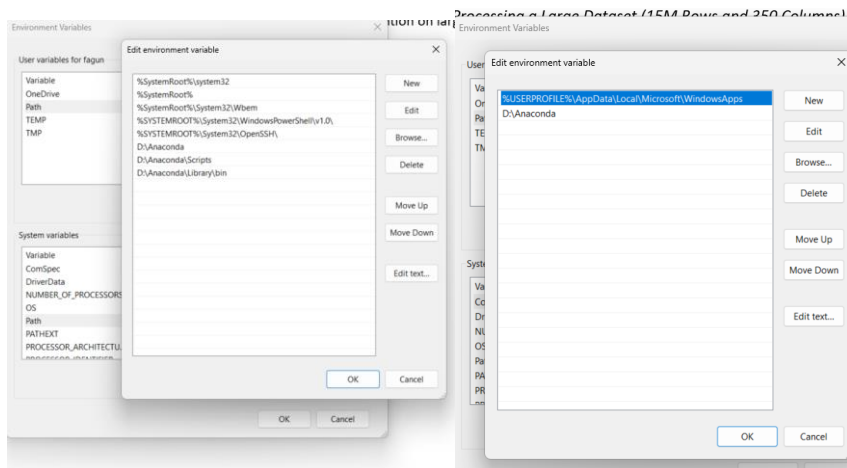 Processing a Large Dataset (15M Rows and 350 Columns)
Environment Variables
User variables for fagun
Variable
OneDrive
Path
TEMP
TMP
System variables
Variable
ComSpec
DriverData
NUMBER_OF_PROCESSORS
OS
Path
PATHEXT
PROCESSOR_ARCHITECTU
OK
Cancel
Edit environment variable
%SystemRoot%\system32
%SystemRoot%
%SystemRoot%\System32\Wbem
%SYSTEMROOT%\System32\WindowsPowerShell\v1.0\
%SYSTEMROOT%\System32\OpenSSH\
D:\Anaconda
D:\Anaconda\Scripts
D:\Anaconda\Library\bin
New
Edit
Browse...
Delete
Move Up
Move Down
Edit text...
OK
Cancel
Environment Variables
User
Edit environment variable
%USERPROFILE%\AppData\Local\Microsoft\WindowsApps
D:\Anaconda
New
Edit
Browse...
Delete
Move Up
Move Down
Edit text...
OK
Cancel